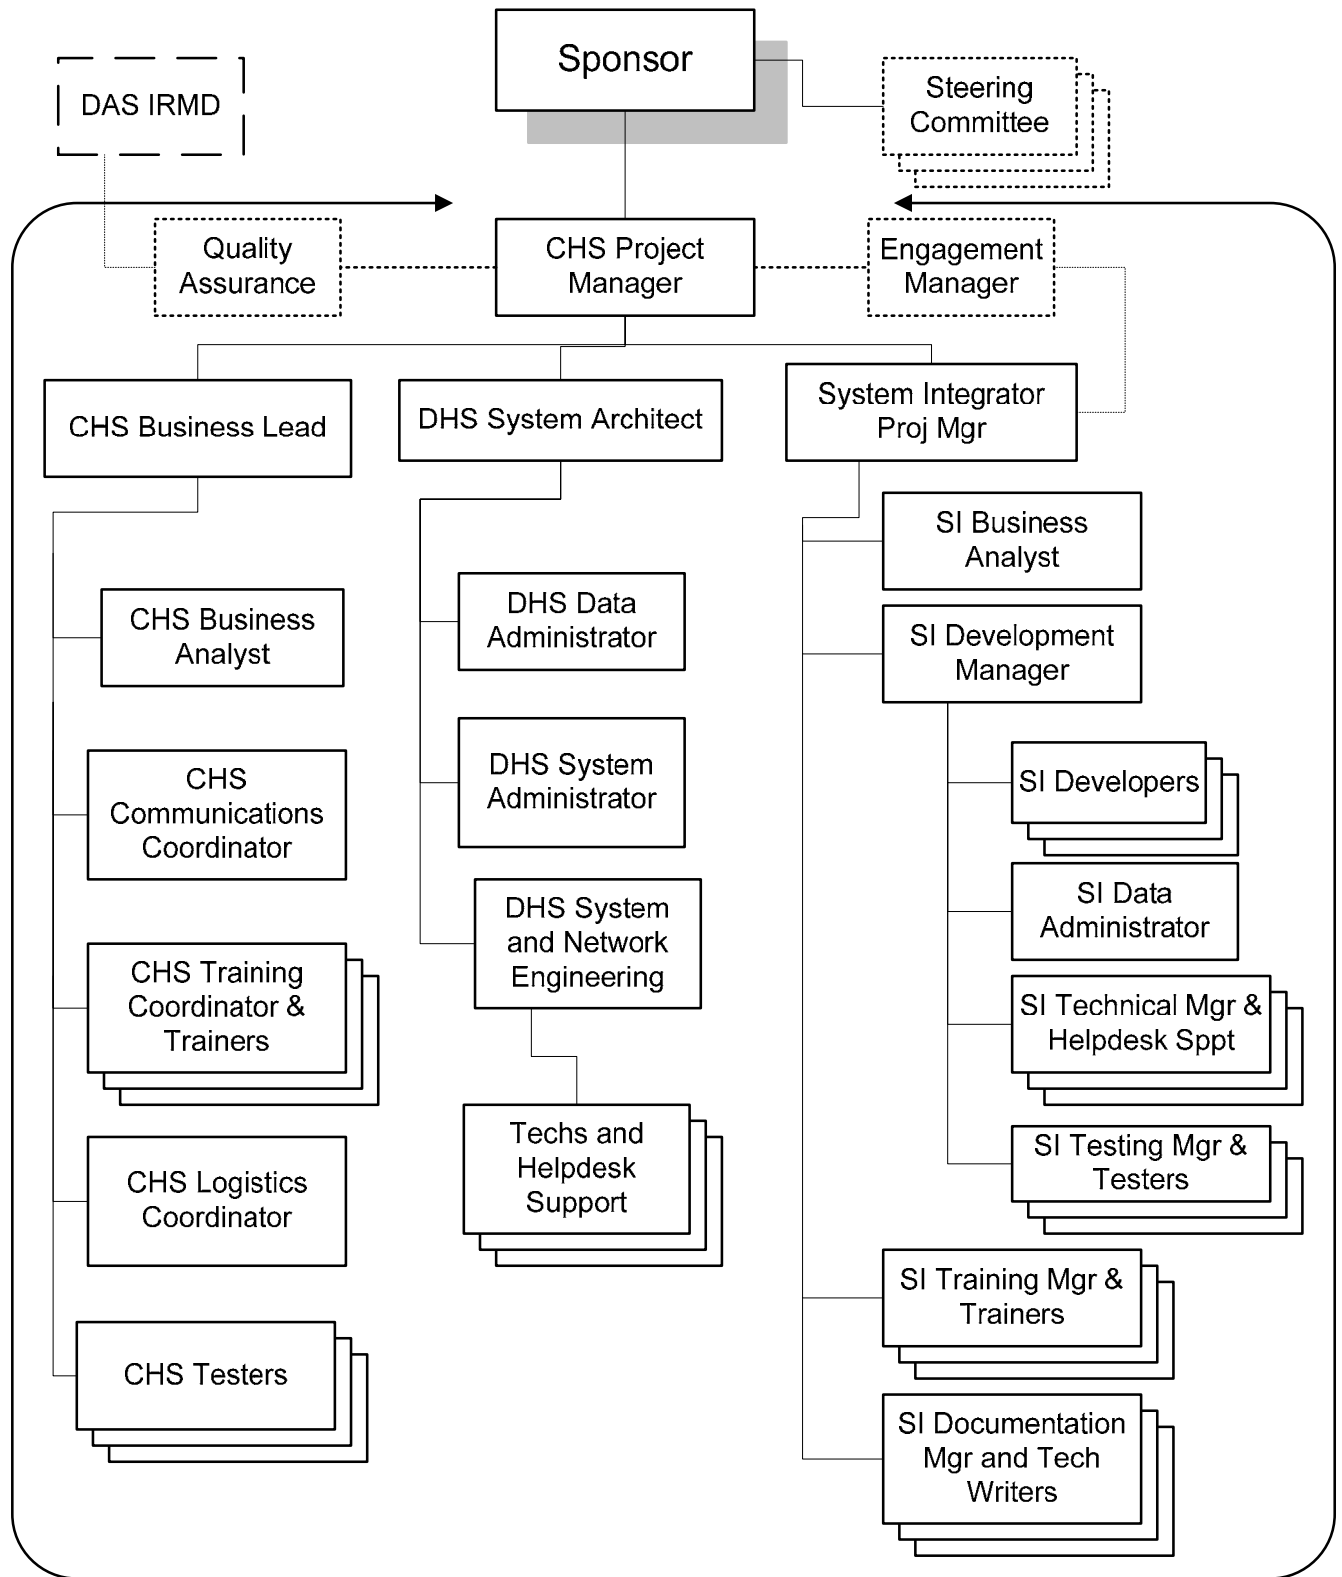 Sponsor
DAS IRMD
Steering
Committee
Quality
Assurance
CHS Project
Manager
Engagement
Manager
CHS Business Lead
DHS System Architect
System Integrator
Proj Mgr
CHS Business
Analyst
CHS
Communications
Coordinator
CHS Training
Coordinator &
Trainers
CHS Logistics
Coordinator
CHS Testers
DHS Data
Administrator
DHS System
Administrator
DHS System
and Network
Engineering
Techs and
Helpdesk
Support
SI Business
Analyst
SI Development
Manager
SI Developers
SI Data
Administrator
SI Technical Mgr &
Helpdesk Sppt
SI Testing Mgr &
Testers
SI Training Mgr &
Trainers
SI Documentation
Mgr and Tech
Writers